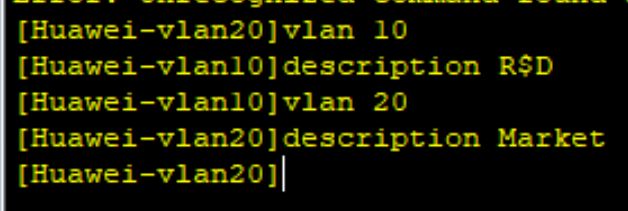 [Huawei-vlan20]vlan 10
[Huawei-vlan10]description R$D
[Huawei-vlan10]vlan 20
[Huawei-vlan20]description Market
[Huawei-vlan20]